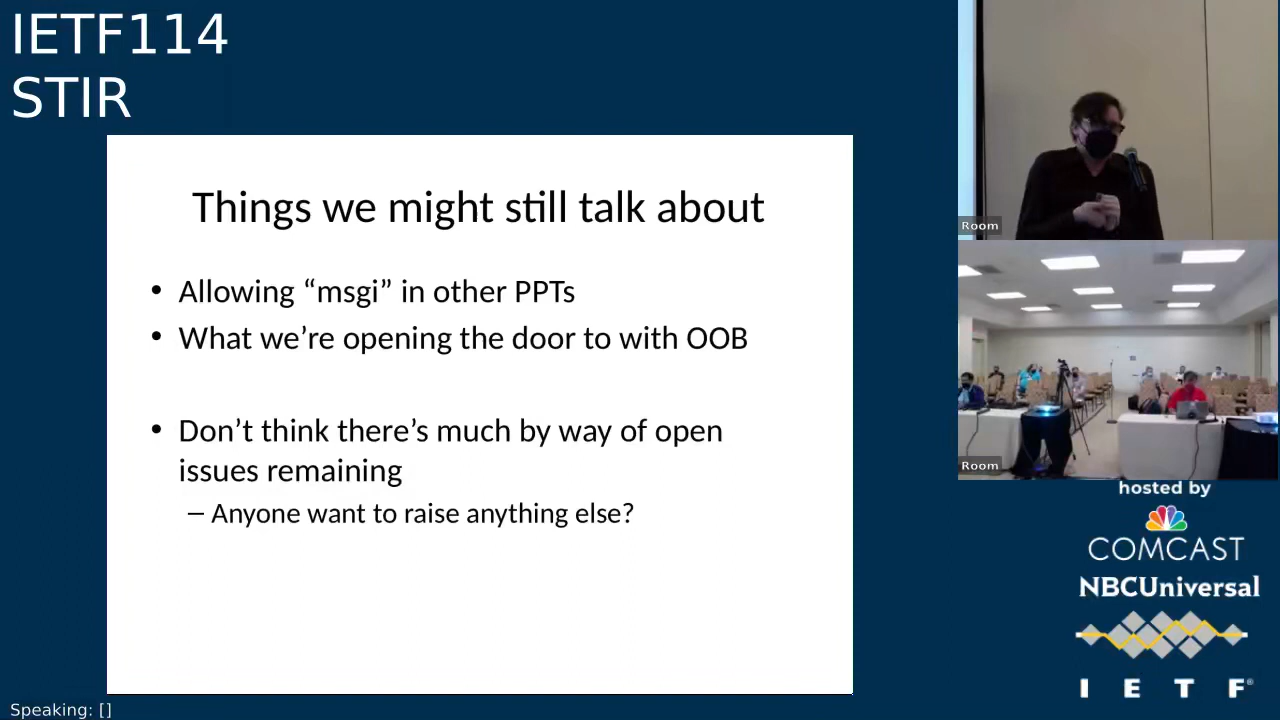 IETF114
STIR
Things we might still talk about
• Allowing “msgi” in other PPTs
• What we’re opening the door to with OOB
• Don’t think there’s much by way of open
issues remaining
– Anyone want to raise anything else?
Room
Room
hosted by
COMCAST
NBCUniversal
I E T F®
Speaking: []